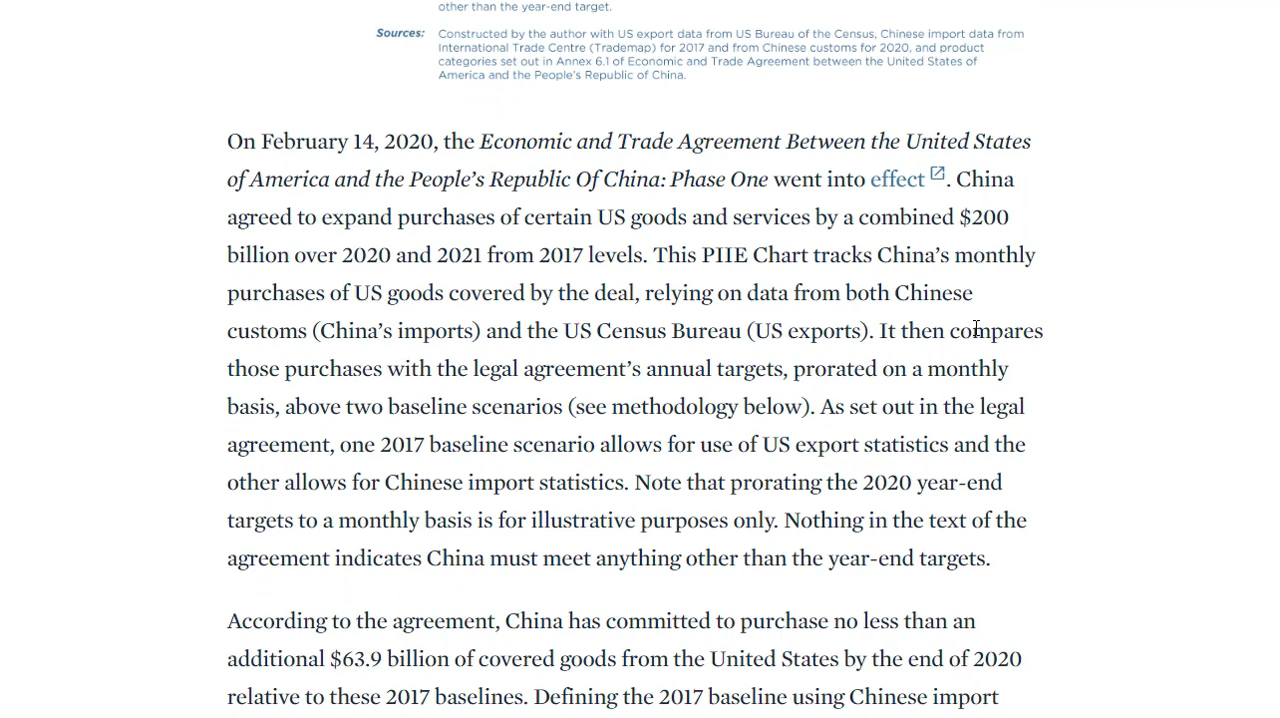 other than the year-end target.
Sources: Constructed by the author with US export data from US Bureau of the Census, Chinese import data from
International Trade Centre (Trademap) for 2017 and from Chinese customs for 2020, and product
categories set out in Annex 6.1 of Economic and Trade Agreement between the United States of
America and the People's Republic of China.
On February 14, 2020, the Economic and Trade Agreement Between the United States
of America and the People’s Republic Of China: Phase One went into effect. China
agreed to expand purchases of certain US goods and services by a combined $200
billion over 2020 and 2021 from 2017 levels. This PIIE Chart tracks China’s monthly
purchases of US goods covered by the deal, relying on data from both Chinese
customs (China’s imports) and the US Census Bureau (US exports). It then compares
those purchases with the legal agreement’s annual targets, prorated on a monthly
basis, above two baseline scenarios (see methodology below). As set out in the legal
agreement, one 2017 baseline scenario allows for use of US export statistics and the
other allows for Chinese import statistics. Note that prorating the 2020 year-end
targets to a monthly basis is for illustrative purposes only. Nothing in the text of the
agreement indicates China must meet anything other than the year-end targets.
According to the agreement, China has committed to purchase no less than an
additional $63.9 billion of covered goods from the United States by the end of 2020
relative to these 2017 baselines. Defining the 2017 baseline using Chinese import